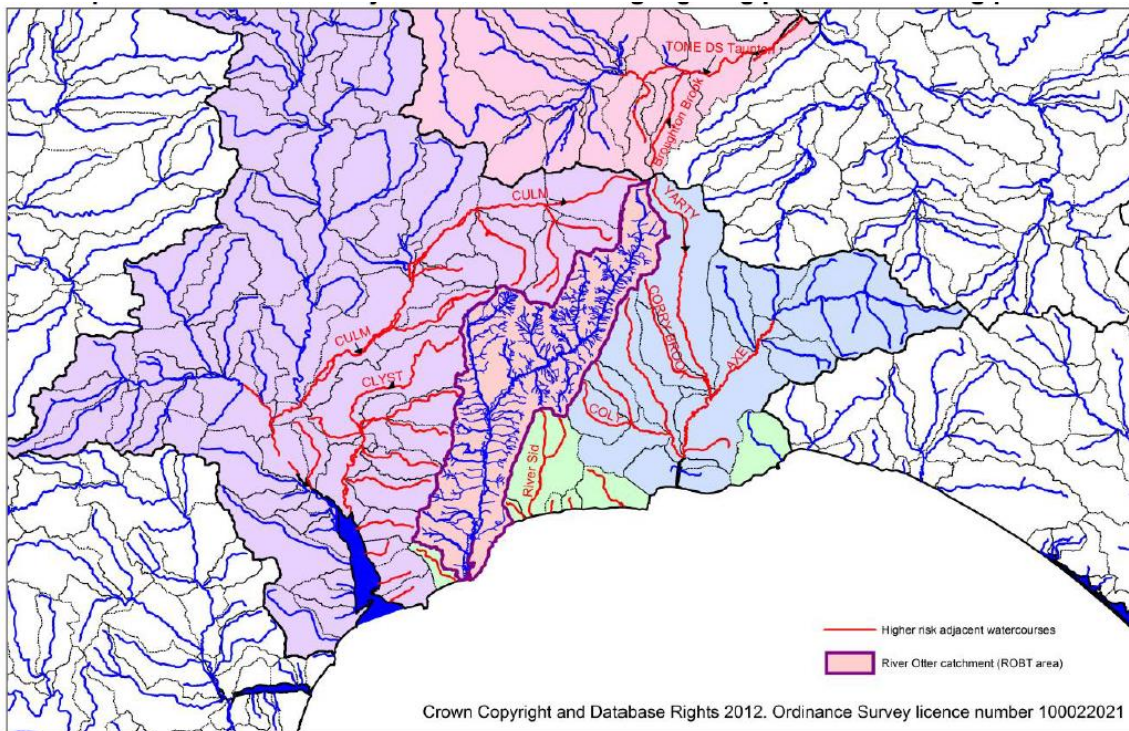 TONE DS Taunton
Broughton Brook
CULM
YARTY
CULM
CORRY BROOK
AXE
CLYST
COLY
River Sid
Higher risk adjacent watercourses
River Otter catchment (ROBT area)
Crown Copyright and Database Rights 2012. Ordinance Survey licence number 100022021